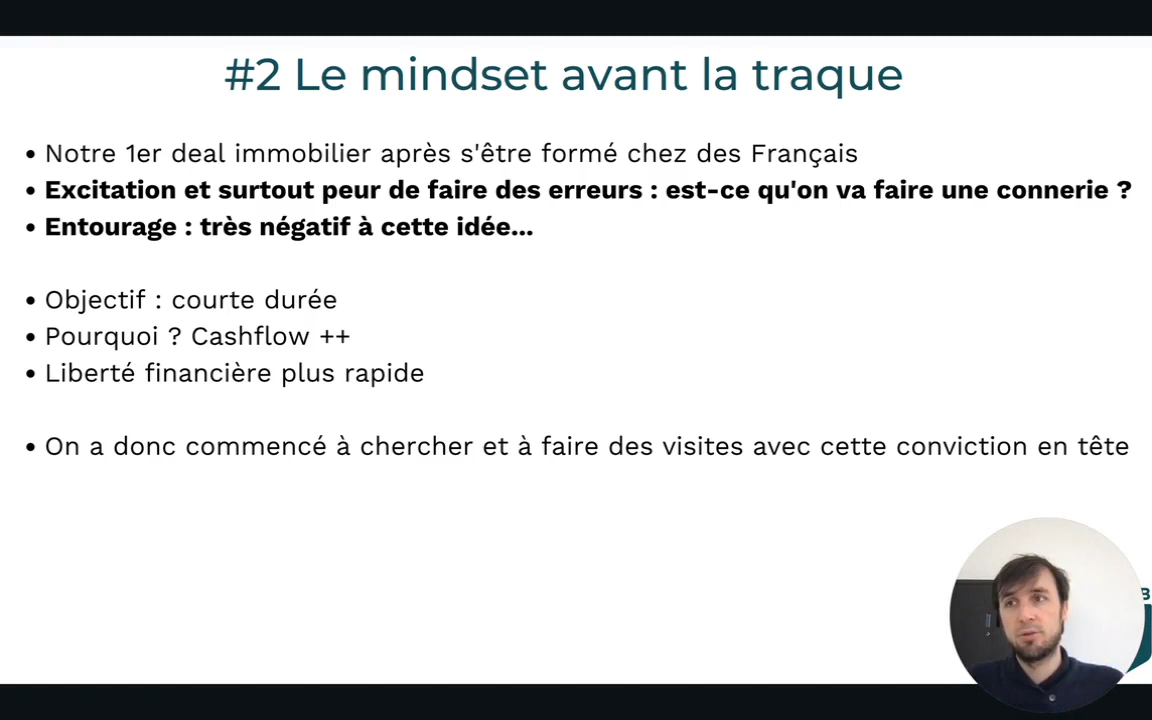 #2 Le mindset avant la traque
• Notre 1er deal immobilier après s'être formé chez des Français
• Excitation et surtout peur de faire des erreurs : est-ce qu'on va faire une connerie ?
• Entourage : très négatif à cette idée...
• Objectif : courte durée
• Pourquoi ? Cashflow ++
• Liberté financière plus rapide
• On a donc commencé à chercher et à faire des visites avec cette conviction en tête